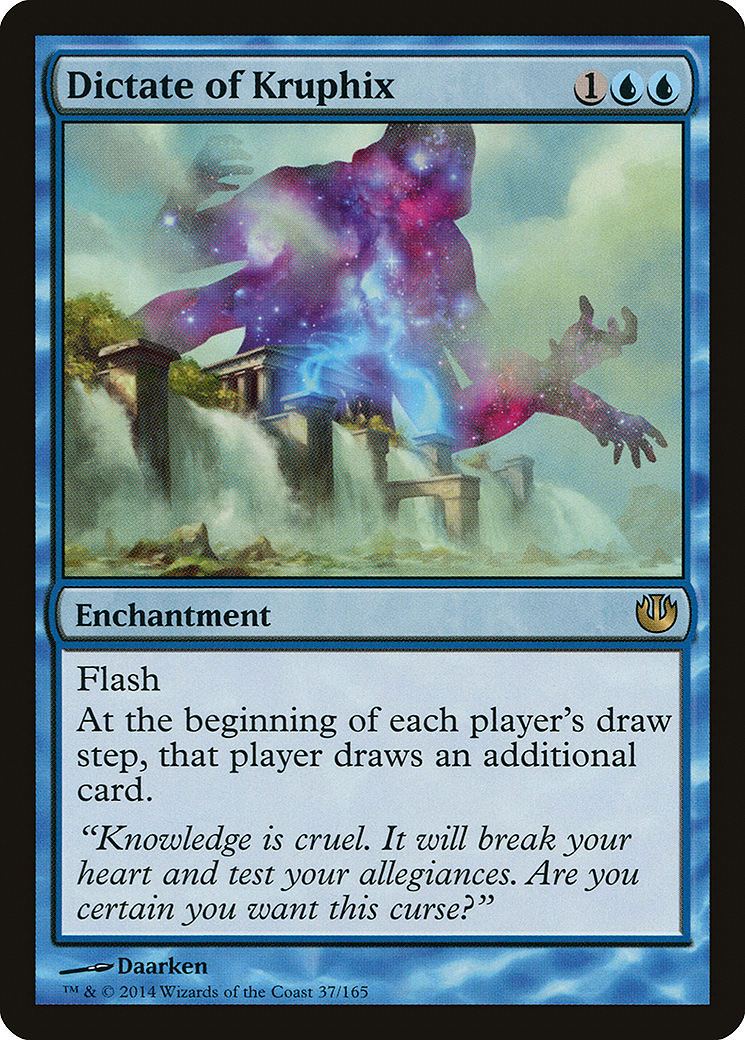 Dictate of Kruphix 1
Enchantment
Flash
At the beginning of each player's draw
step, that player draws an additional
card.
"Knowledge is cruel. It will break your
heart and test your allegiances. Are you
certain you want this curse?"
Daarken
™ & © 2014 Wizards of the Coast 37/165